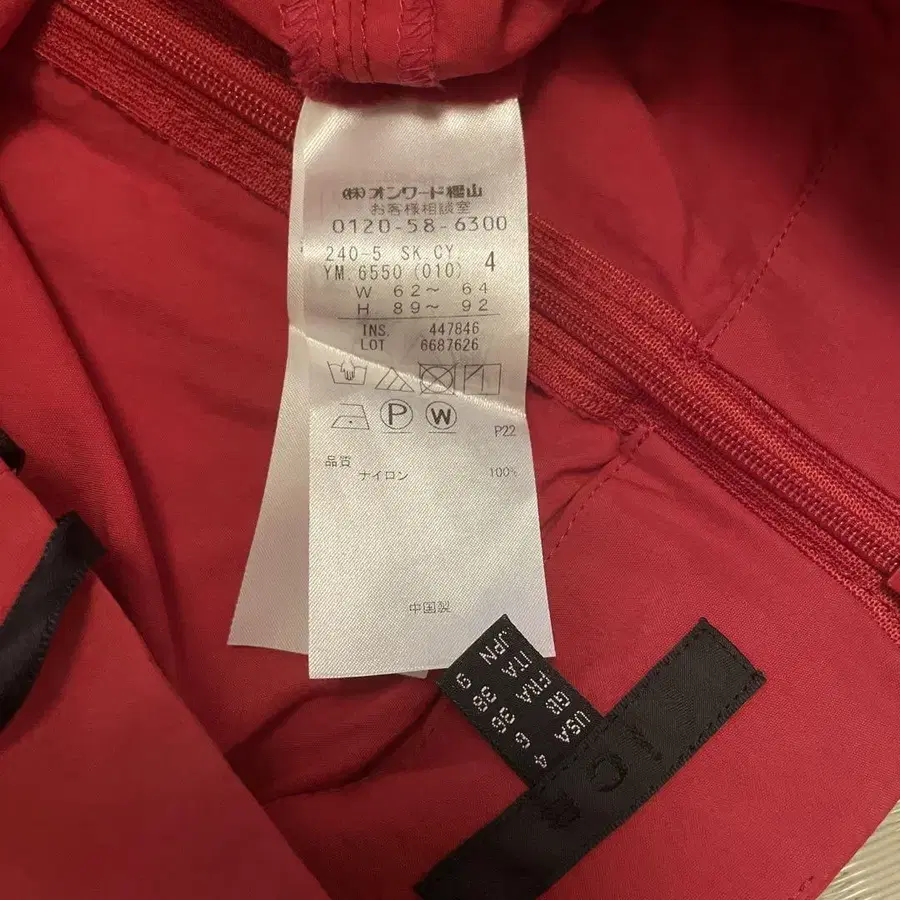 (株)オンワード樫山
お客様相談室
0120-58-6300
240-5 SK.CY.
YM.6550(010) 4
W 62～ 64
H 89～ 92
INS. 447846
LOT 6687626
P
W
P22
品質
ナイロン 100%
中国製
JPN 9
ITA 38
FRA 36
GB 6
USA 4
ICB